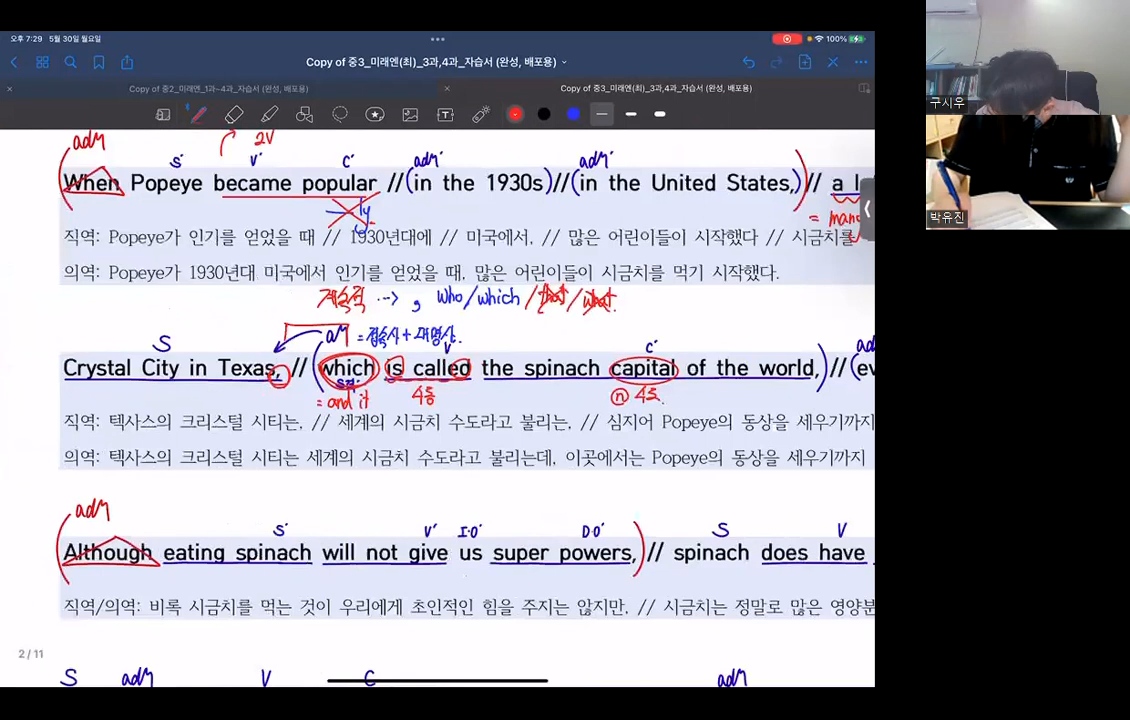 오후 7:29 5월 30일 월요일
100%
Copy of 중3_미래엔(최)_3과,4과_자습서 (완성, 배포용)
Copy of 중2_미래엔_1과~4과_자습서 (완성, 배포용)
Copy of 중3_미래엔(최)_3과,4과_자습서 (완성, 배포용)
구시우
박유진
adv 2V
S' V' C' adv' adv'
(When Popeye became popular //(in the 1930s)//(in the United States,)// a l
ly = many
직역: Popeye가 인기를 얻었을 때 // 1930년대에 // 미국에서, // 많은 어린이들이 시작했다 // 시금치를
의역: Popeye가 1930년대 미국에서 인기를 얻었을 때, 많은 어린이들이 시금치를 먹기 시작했다.
계속적 --> , who/which/that/what.
S = 접속사+대명사. V' C' ad
Crystal City in Texas, //(which is called the spinach capital of the world,)//(ev
= and it 4듬 ⓝ
직역: 텍사스의 크리스털 시티는, // 세계의 시금치 수도라고 불리는, // 심지어 Popeye의 동상을 세우기까지
의역: 텍사스의 크리스털 시티는 세계의 시금치 수도라고 불리는데, 이곳에서는 Popeye의 동상을 세우기까지
adv
S' V' I·O' D·O' S V
(Although eating spinach will not give us super powers,)// spinach does have
직역/의역: 비록 시금치를 먹는 것이 우리에게 초인적인 힘을 주지는 않지만, // 시금치는 정말로 많은 영양분
2 / 11
S adv V C adv